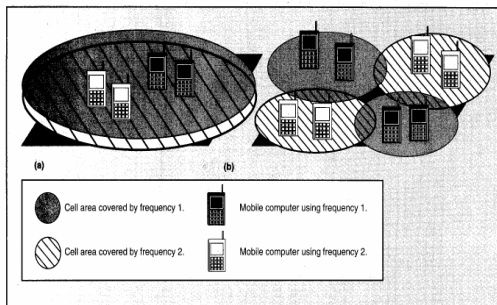 (a)
(b)
Cell area covered by frequency 1.
Mobile computer using frequency 1.
Cell area covered by frequency 2.
Mobile computer using frequency 2.